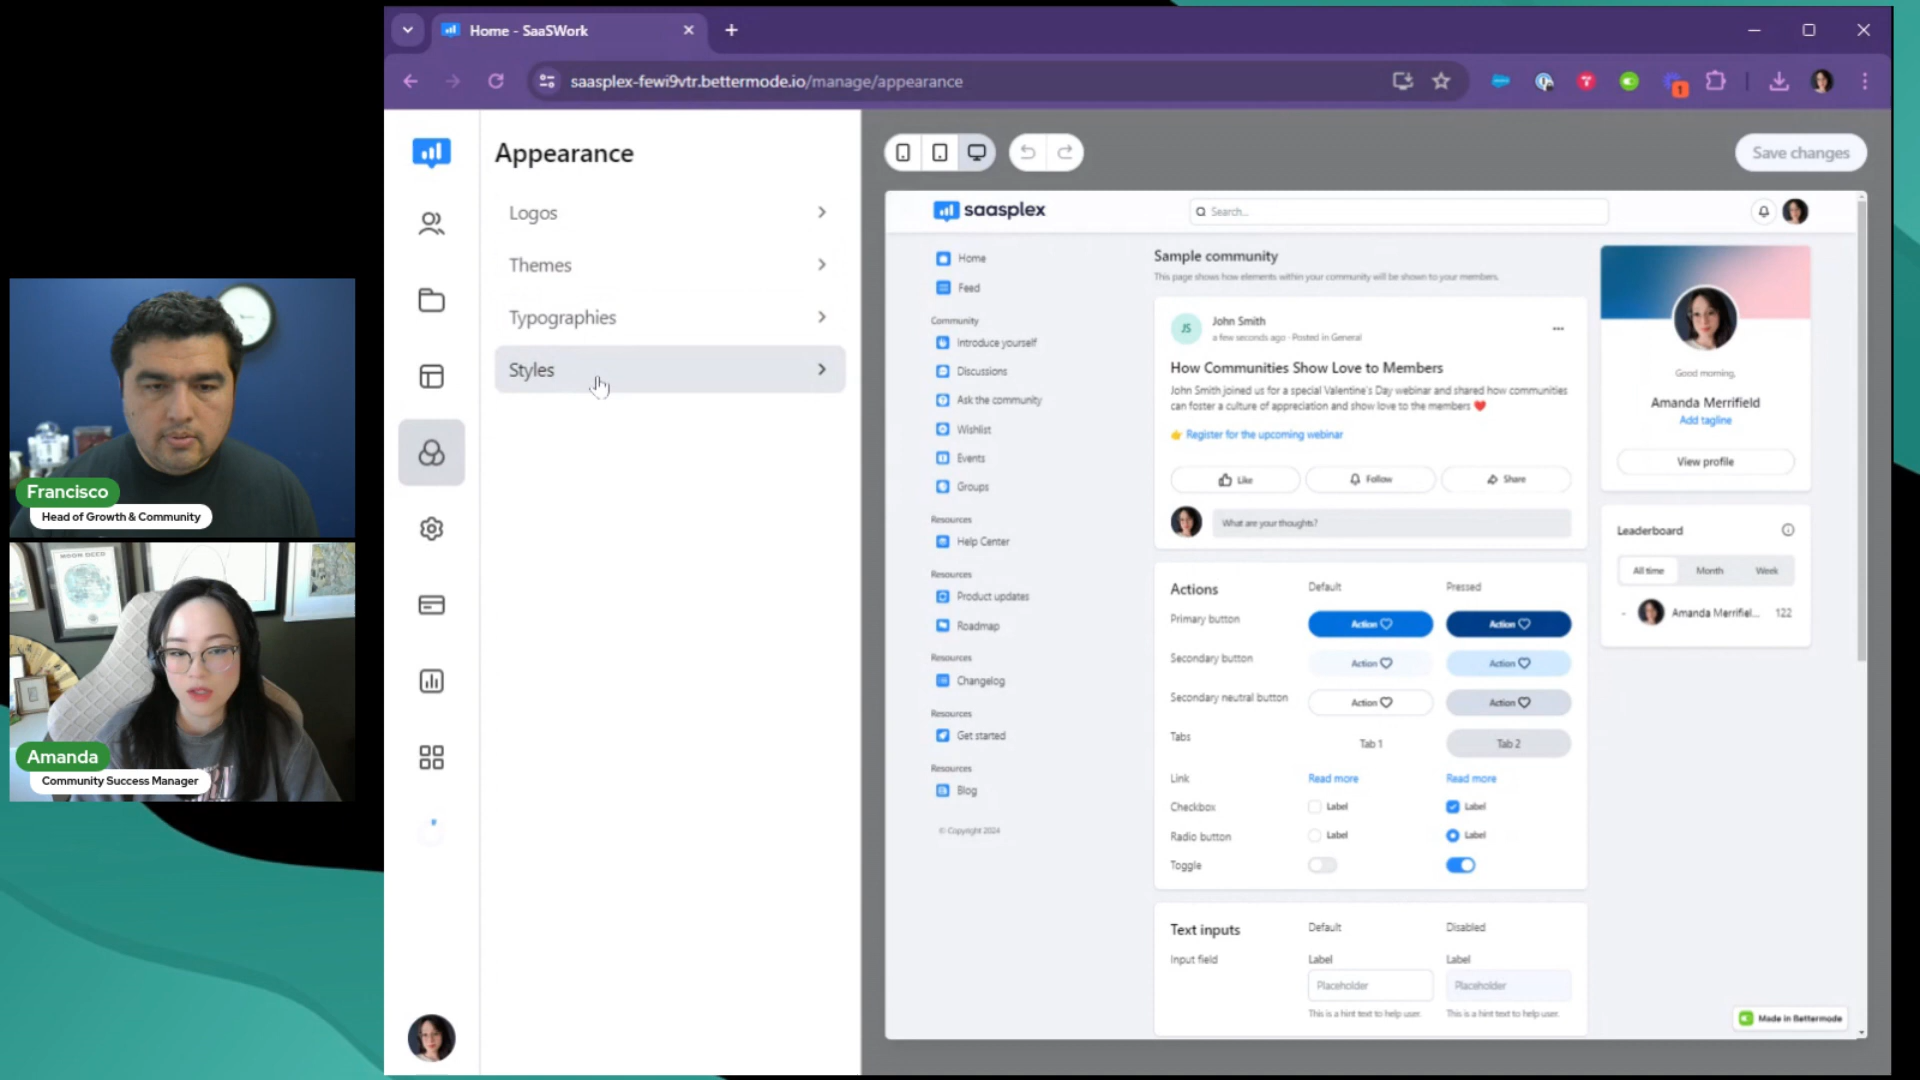 Home - SaaSWork
saasplex-fewi9vtr.bettermode.io/manage/appearance
1
Appearance
Logos
Themes
Typographies
Styles
Save changes
saasplex
Search...
Home
Feed
Community
Introduce yourself
Discussions
Ask the community
Wishlist
Events
Groups
Resources
Help Center
Resources
Product updates
Roadmap
Resources
Changelog
Resources
Get started
Resources
Blog
© Copyright 2024
Sample community
This page shows how elements within your community will be shown to your members.
JS
John Smith
a few seconds ago · Posted in General
How Communities Show Love to Members
John Smith joined us for a special Valentine's Day webinar and shared how communities
can foster a culture of appreciation and show love to the members ❤️
👉 Register for the upcoming webinar
Like
Follow
Share
What are your thoughts?
Actions Default Pressed
Primary button Action Action
Secondary button Action Action
Secondary neutral button Action Action
Tabs Tab 1 Tab 2
Link Read more Read more
Checkbox Label Label
Radio button Label Label
Toggle
Text inputs Default Disabled
Input field Label Label
Placeholder Placeholder
This is a hint text to help user. This is a hint text to help user.
Good morning,
Amanda Merrifield
Add tagline
View profile
Leaderboard
All time Month Week
- Amanda Merrifiel... 122
Made in Bettermode
Francisco
Head of Growth & Community
MOON DEER
Amanda
Community Success Manager